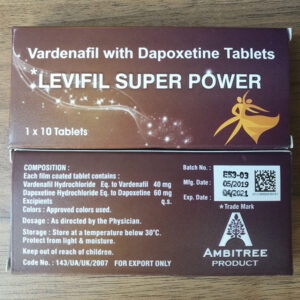 Vardenafil with Dapoxetine Tablets
*LEVIFIL SUPER POWER
1 x 10 Tablets
COMPOSITION :
Each film coated tablet contains :
Vardenafil Hydrochloride Eq. to Vardenafil 40 mg
Dapoxetine Hydrochloride Eq. to Dapoxetine 60 mg
Excipients q.s.
Colors : Approved colors used.
Dosage : As directed by the Physician.
Storage : Store at a temperature below 30°C.
Protect from light & moisture.
Keep out of reach of children.
Code No. : 143/UA/UK/2007 FOR EXPORT ONLY
Batch No. : ES3-03
Mfg. Date : 05/2019
Exp. Date : 04/2021
* Trade Mark
AMBITREE
PRODUCT